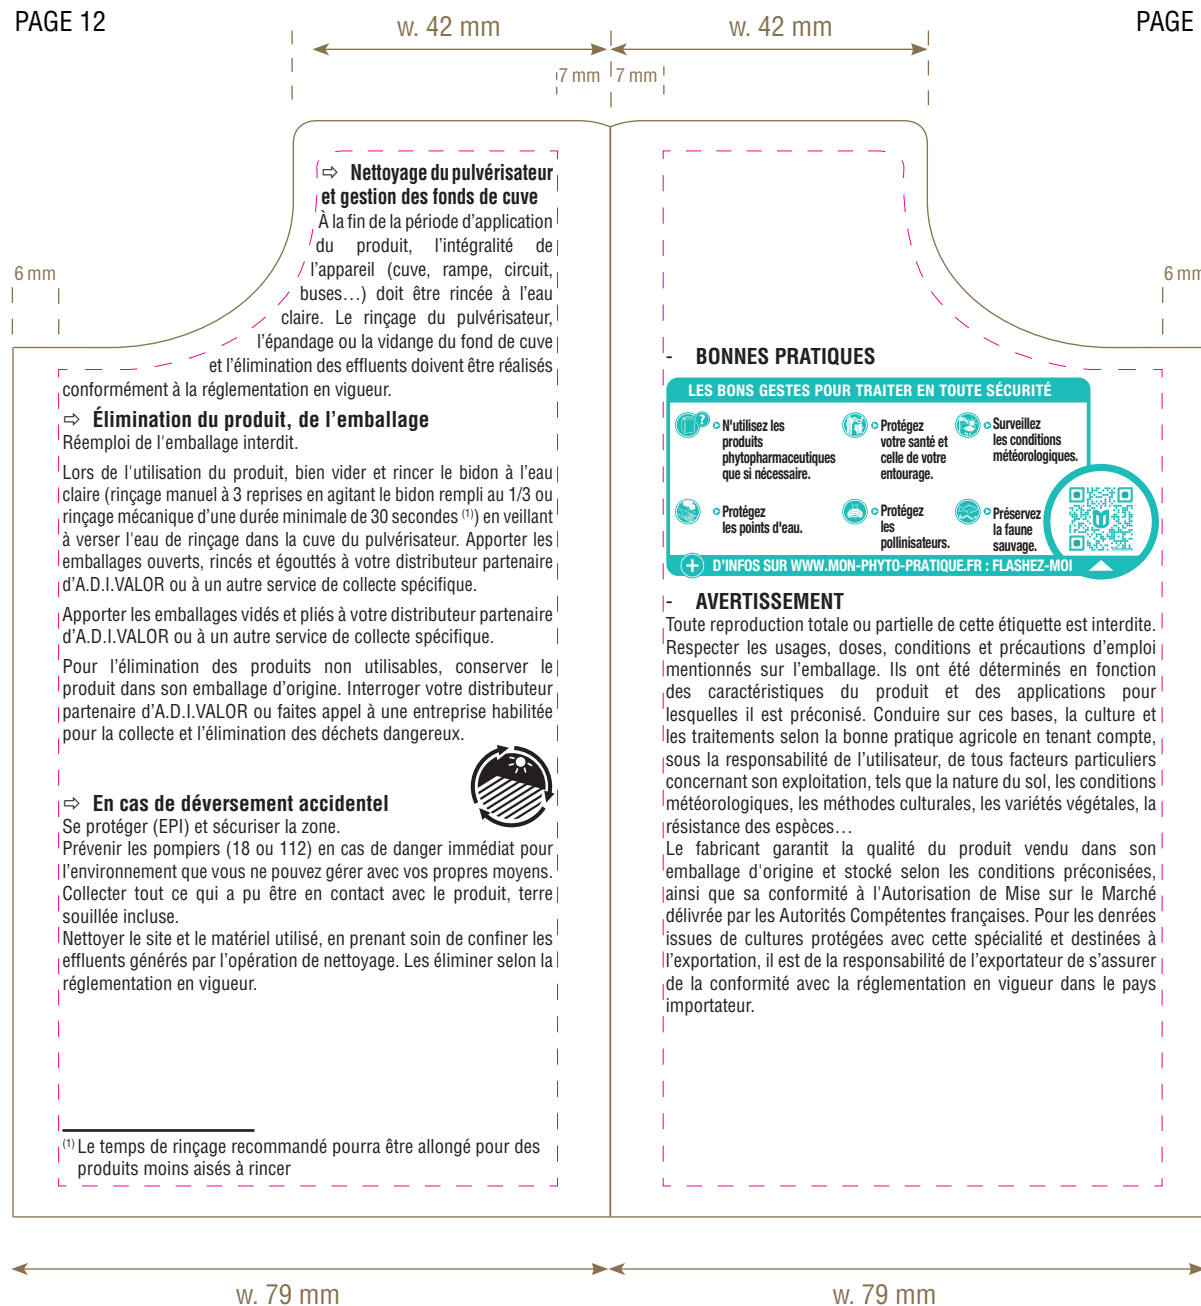 PAGE 12
PAGE
w. 42 mm
w. 42 mm
7 mm
7 mm
6 mm
6 mm
⇨ Nettoyage du pulvérisateur
et gestion des fonds de cuve
À la fin de la période d’application
du produit, l’intégralité de
l’appareil (cuve, rampe, circuit,
buses…) doit être rincée à l’eau
claire. Le rinçage du pulvérisateur,
l’épandage ou la vidange du fond de cuve
et l’élimination des effluents doivent être réalisés
conformément à la réglementation en vigueur.
⇨ Élimination du produit, de l’emballage
Réemploi de l'emballage interdit.
Lors de l'utilisation du produit, bien vider et rincer le bidon à l’eau
claire (rinçage manuel à 3 reprises en agitant le bidon rempli au 1/3 ou
rinçage mécanique d’une durée minimale de 30 secondes (1)) en veillant
à verser l'eau de rinçage dans la cuve du pulvérisateur. Apporter les
emballages ouverts, rincés et égouttés à votre distributeur partenaire
d’A.D.I.VALOR ou à un autre service de collecte spécifique.
Apporter les emballages vidés et pliés à votre distributeur partenaire
d’A.D.I.VALOR ou à un autre service de collecte spécifique.
Pour l’élimination des produits non utilisables, conserver le
produit dans son emballage d’origine. Interroger votre distributeur
partenaire d’A.D.I.VALOR ou faites appel à une entreprise habilitée
pour la collecte et l’élimination des déchets dangereux.
⇨ En cas de déversement accidentel
Se protéger (EPI) et sécuriser la zone.
Prévenir les pompiers (18 ou 112) en cas de danger immédiat pour
l’environnement que vous ne pouvez gérer avec vos propres moyens.
Collecter tout ce qui a pu être en contact avec le produit, terre
souillée incluse.
Nettoyer le site et le matériel utilisé, en prenant soin de confiner les
effluents générés par l’opération de nettoyage. Les éliminer selon la
réglementation en vigueur.
(1) Le temps de rinçage recommandé pourra être allongé pour des
produits moins aisés à rincer
- BONNES PRATIQUES
LES BONS GESTES POUR TRAITER EN TOUTE SÉCURITÉ
N'utilisez les
produits
phytopharmaceutiques
que si nécessaire.
Protégez
votre santé et
celle de votre
entourage.
Surveillez
les conditions
météorologiques.
Protégez
les points d'eau.
Protégez
les
pollinisateurs.
Préservez
la faune
sauvage.
+ D'INFOS SUR WWW.MON-PHYTO-PRATIQUE.FR : FLASHEZ-MOI
- AVERTISSEMENT
Toute reproduction totale ou partielle de cette étiquette est interdite.
Respecter les usages, doses, conditions et précautions d’emploi
mentionnés sur l’emballage. Ils ont été déterminés en fonction
des caractéristiques du produit et des applications pour
lesquelles il est préconisé. Conduire sur ces bases, la culture et
les traitements selon la bonne pratique agricole en tenant compte,
sous la responsabilité de l’utilisateur, de tous facteurs particuliers
concernant son exploitation, tels que la nature du sol, les conditions
météorologiques, les méthodes culturales, les variétés végétales, la
résistance des espèces…
Le fabricant garantit la qualité du produit vendu dans son
emballage d'origine et stocké selon les conditions préconisées,
ainsi que sa conformité à l'Autorisation de Mise sur le Marché
délivrée par les Autorités Compétentes françaises. Pour les denrées
issues de cultures protégées avec cette spécialité et destinées à
l’exportation, il est de la responsabilité de l’exportateur de s’assurer
de la conformité avec la réglementation en vigueur dans le pays
importateur.
w. 79 mm
w. 79 mm